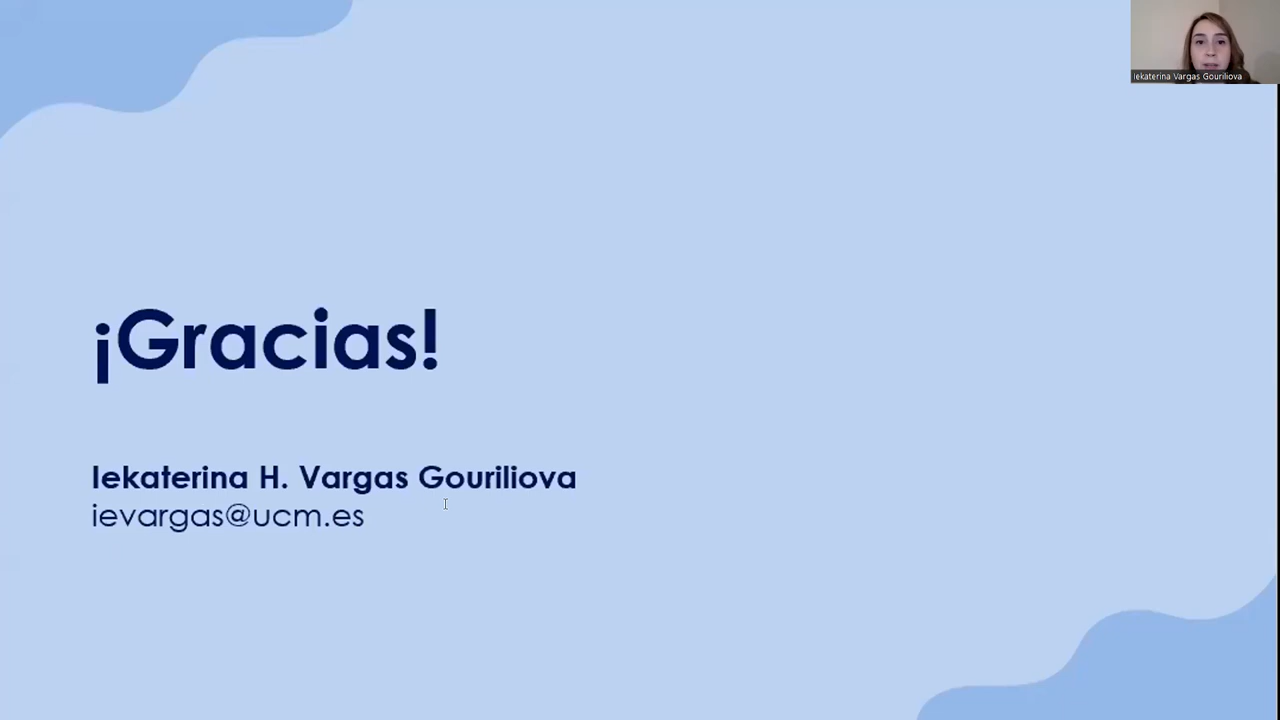 Iekaterina Vargas Gouriliova
¡Gracias!
Iekaterina H. Vargas Gouriliova
ievargas@ucm.es